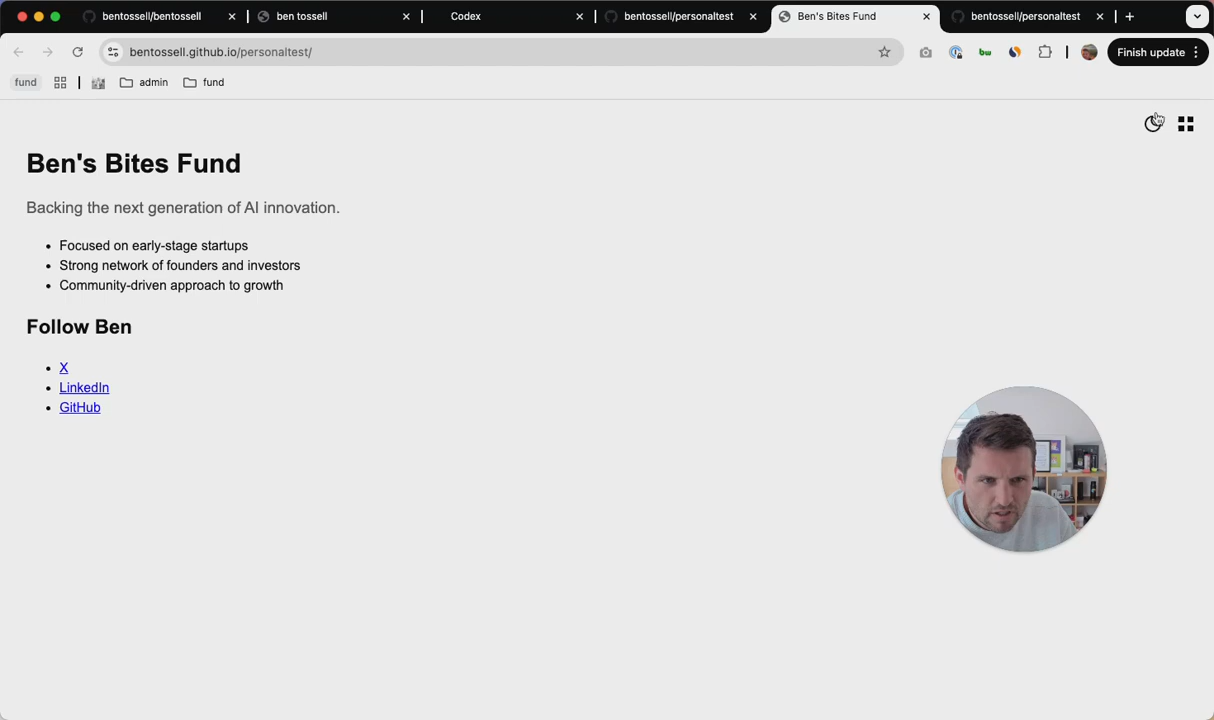 bentossell/bentossell
ben tossell
Codex
bentossell/personaltest
Ben's Bites Fund
bentossell/personaltest
bentossell.github.io/personaltest/
bw
Finish update
fund
admin
fund
Ben's Bites Fund
Backing the next generation of AI innovation.
• Focused on early-stage startups
• Strong network of founders and investors
• Community-driven approach to growth
Follow Ben
• X
• LinkedIn
• GitHub